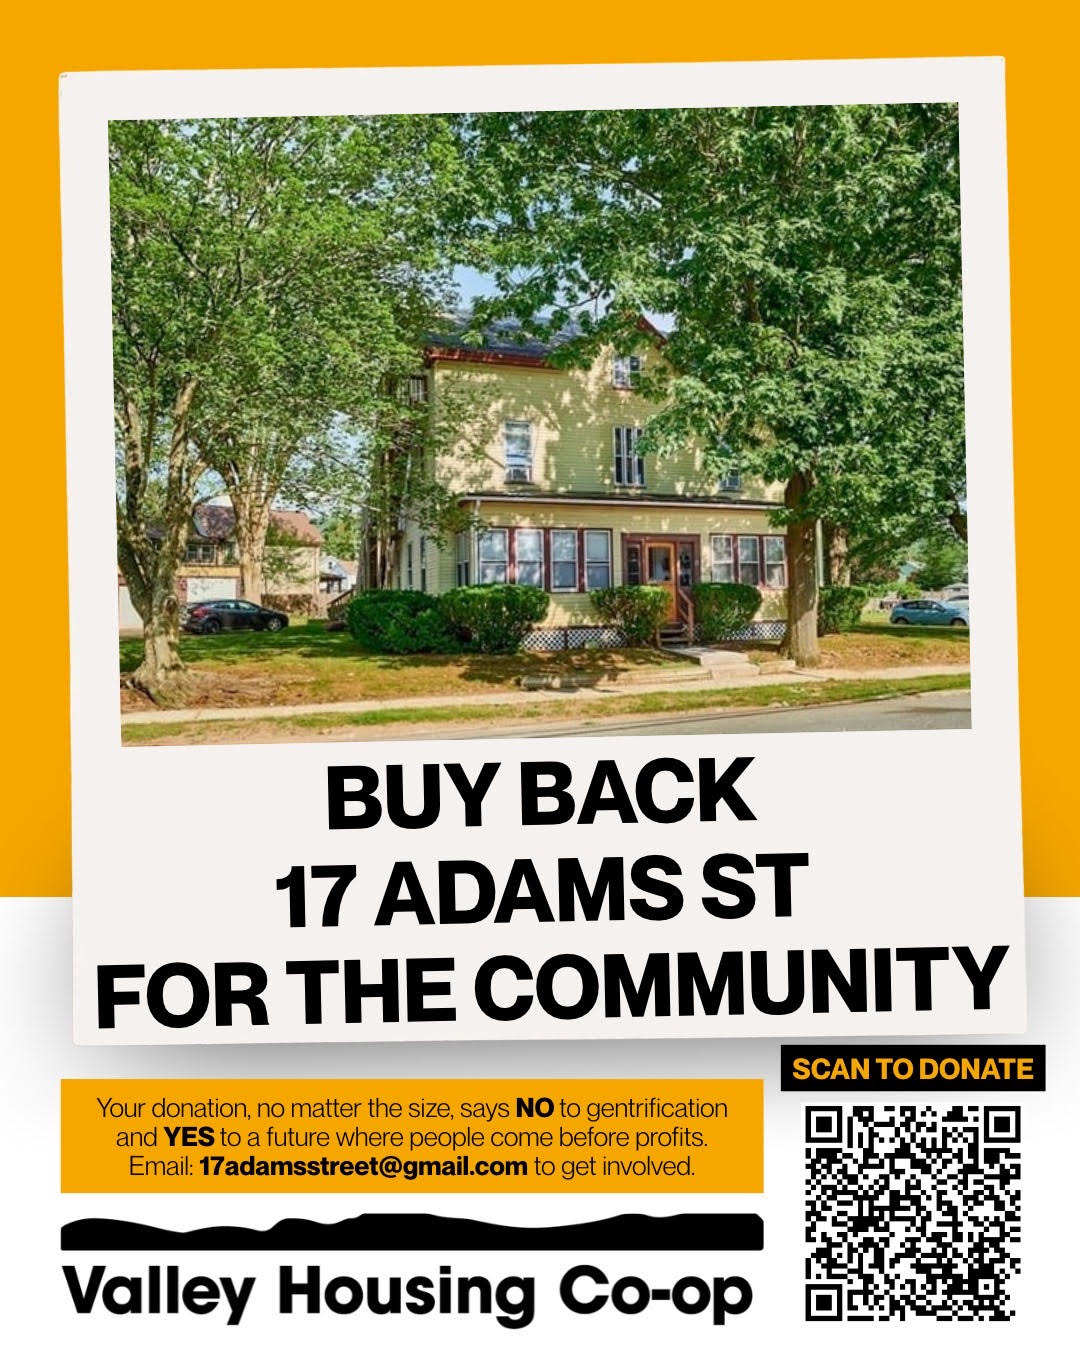 BUY BACK
17 ADAMS ST
FOR THE COMMUNITY
SCAN TO DONATE
Your donation, no matter the size, says NO to gentrification
and YES to a future where people come before profits.
Email: 17adamsstreet@gmail.com to get involved.
Valley Housing Co-op